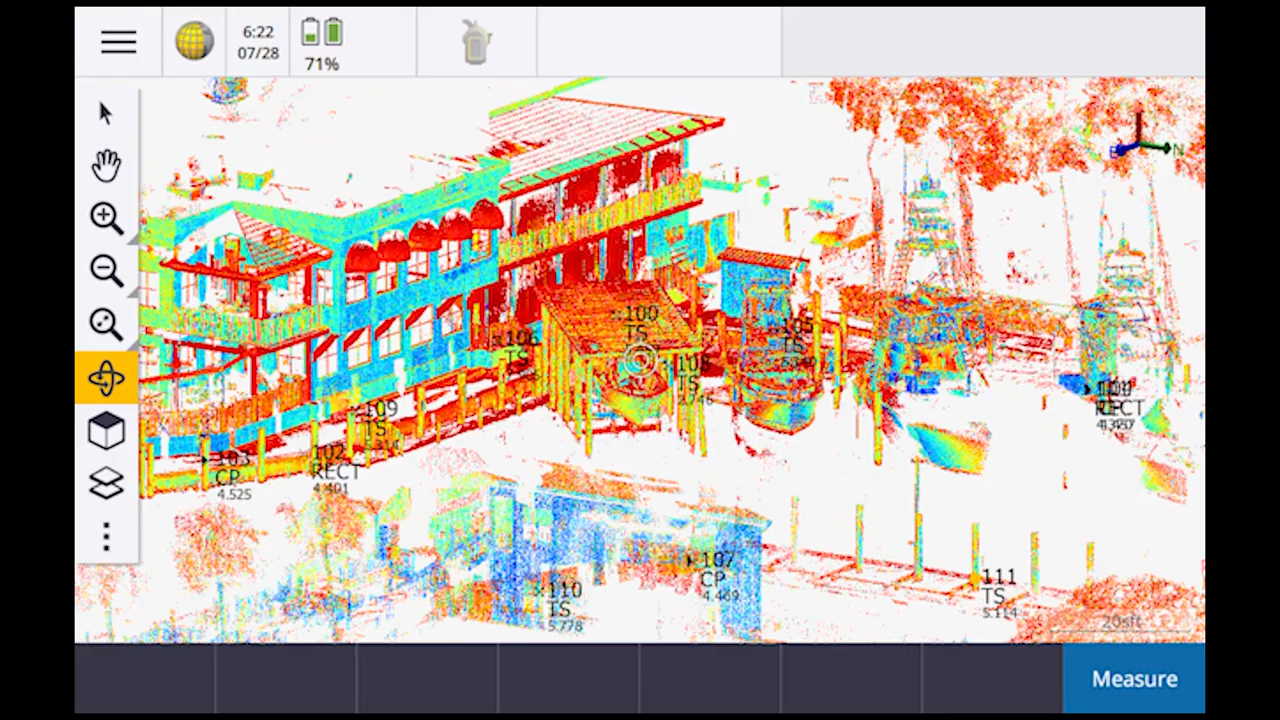 6:22
07/28
71%
E
N
100
TS
105
TS
106
TS
108
TS
2.746
109
TS
102
RECT
4.401
103
CP
4.525
RECT
107
CP
4.469
110
TS
5.778
111
TS
5.114
20sft
Measure